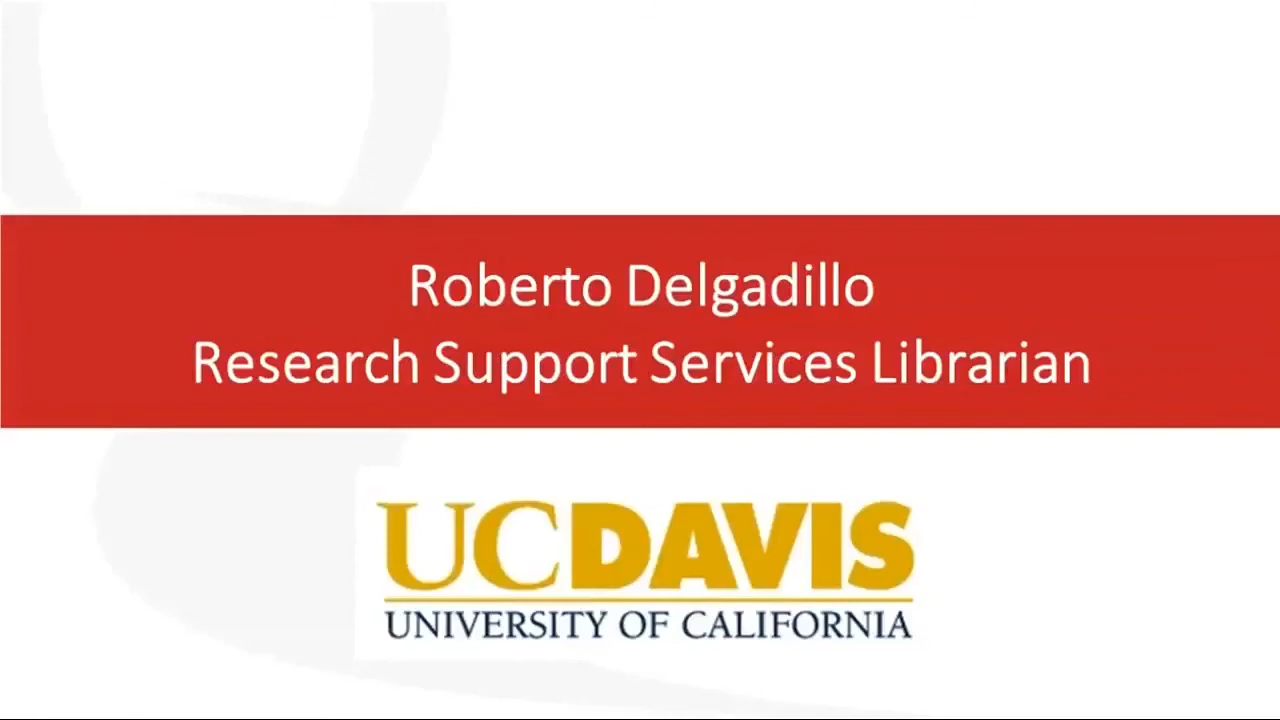 Roberto Delgadillo
Research Support Services Librarian
UCDAVIS
UNIVERSITY OF CALIFORNIA